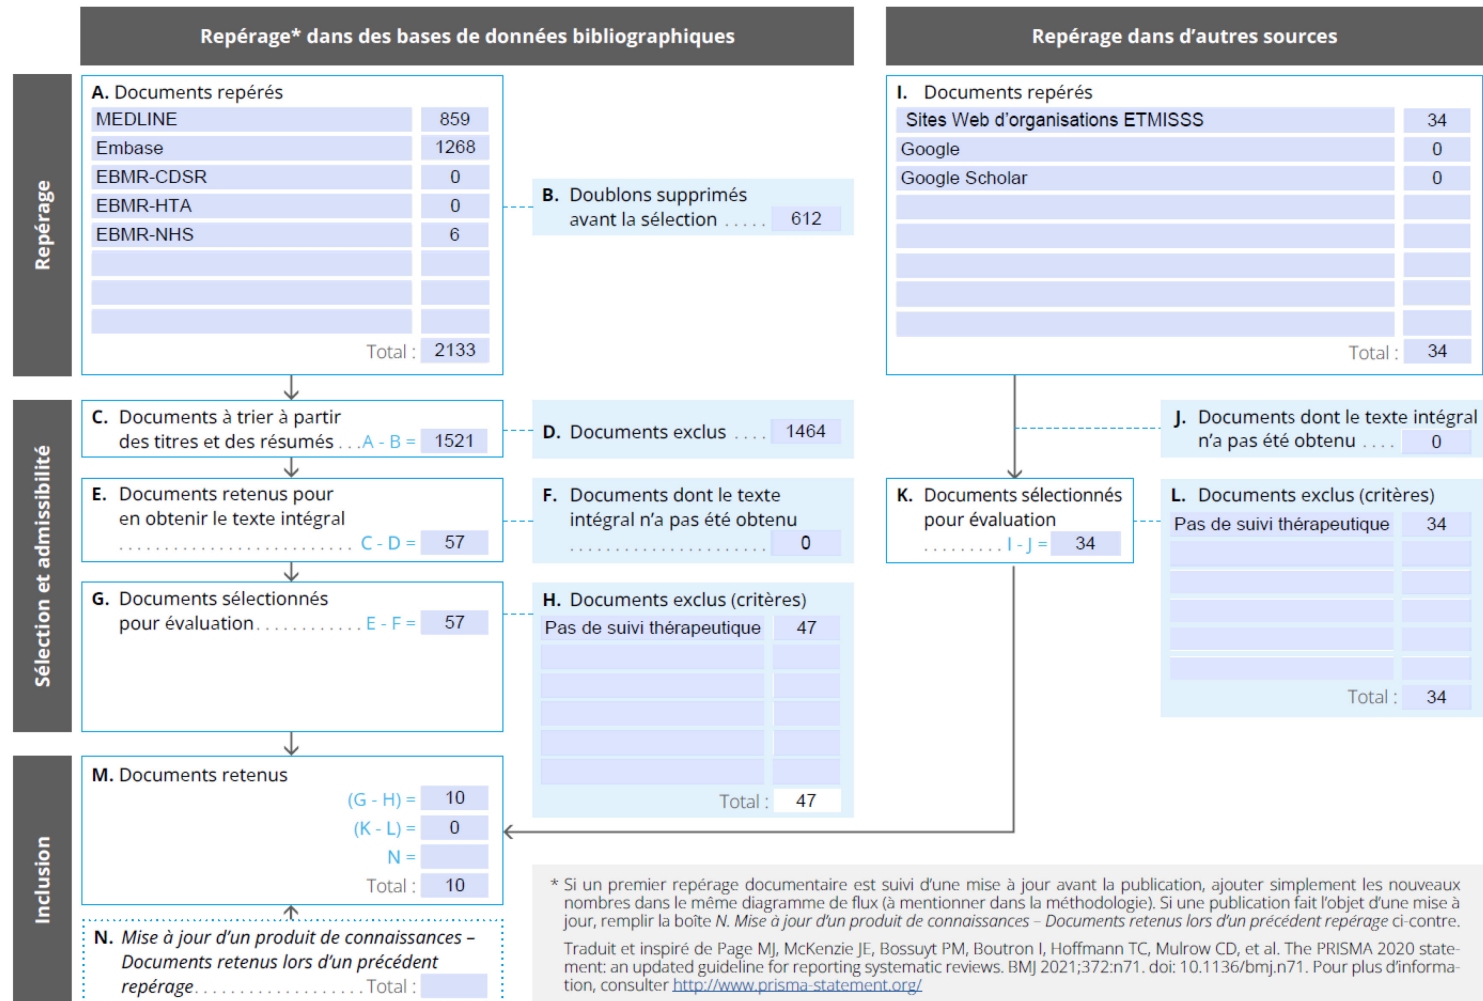 Repérage* dans des bases de données bibliographiques
Repérage dans d'autres sources
Repérage
A. Documents repérés
MEDLINE 859
Embase 1268
EBMR-CDSR 0
EBMR-HTA 0
EBMR-NHS 6
Total : 2133
B. Doublons supprimés
avant la sélection ..... 612
I. Documents repérés
Sites Web d'organisations ETMISSS 34
Google 0
Google Scholar 0
Total : 34
Sélection et admissibilité
C. Documents à trier à partir
des titres et des résumés ...A - B = 1521
D. Documents exclus .... 1464
J. Documents dont le texte intégral
n'a pas été obtenu .... 0
E. Documents retenus pour
en obtenir le texte intégral
.......................... C - D = 57
F. Documents dont le texte
intégral n'a pas été obtenu
...................... 0
K. Documents sélectionnés
pour évaluation
......... I - J = 34
L. Documents exclus (critères)
Pas de suivi thérapeutique 34
Total : 34
G. Documents sélectionnés
pour évaluation............ E - F = 57
H. Documents exclus (critères)
Pas de suivi thérapeutique 47
Total : 47
Inclusion
M. Documents retenus
(G - H) = 10
(K - L) = 0
N =
Total : 10
N. Mise à jour d'un produit de connaissances –
Documents retenus lors d'un précédent
repérage...................Total :
* Si un premier repérage documentaire est suivi d'une mise à jour avant la publication, ajouter simplement les nouveaux
nombres dans le même diagramme de flux (à mentionner dans la méthodologie). Si une publication fait l'objet d'une mise à
jour, remplir la boîte N. Mise à jour d'un produit de connaissances – Documents retenus lors d'un précédent repérage ci-contre.
Traduit et inspiré de Page MJ, McKenzie JE, Bossuyt PM, Boutron I, Hoffmann TC, Mulrow CD, et al. The PRISMA 2020 state-
ment: an updated guideline for reporting systematic reviews. BMJ 2021;372:n71. doi: 10.1136/bmj.n71. Pour plus d'informa-
tion, consulter http://www.prisma-statement.org/